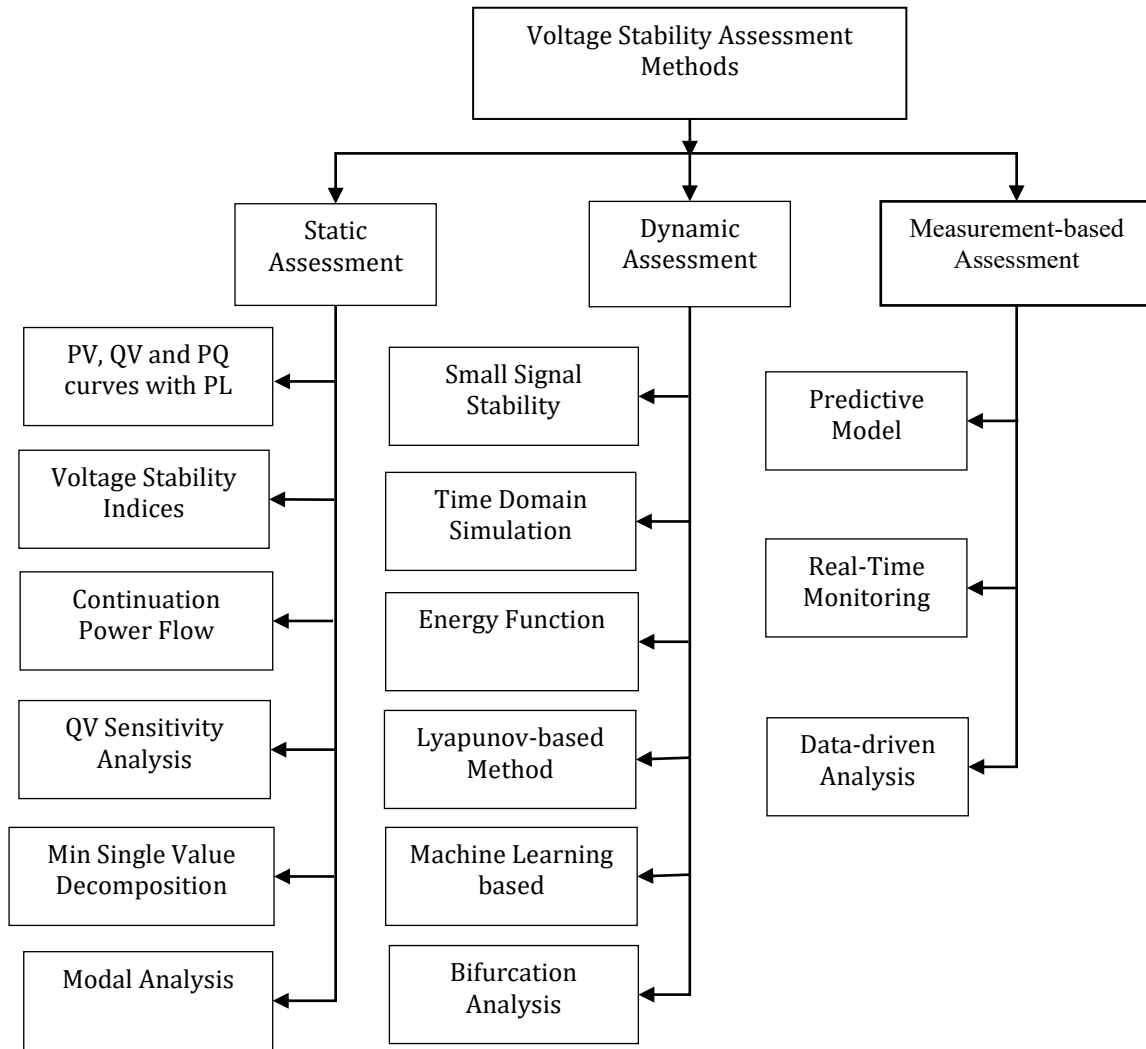 Voltage Stability Assessment
Methods
Static
Assessment
Dynamic
Assessment
Measurement-based
Assessment
PV, QV and PQ
curves with PL
Voltage Stability
Indices
Continuation
Power Flow
QV Sensitivity
Analysis
Min Single Value
Decomposition
Modal Analysis
Small Signal
Stability
Time Domain
Simulation
Energy Function
Lyapunov-based
Method
Machine Learning
based
Bifurcation
Analysis
Predictive
Model
Real-Time
Monitoring
Data-driven
Analysis